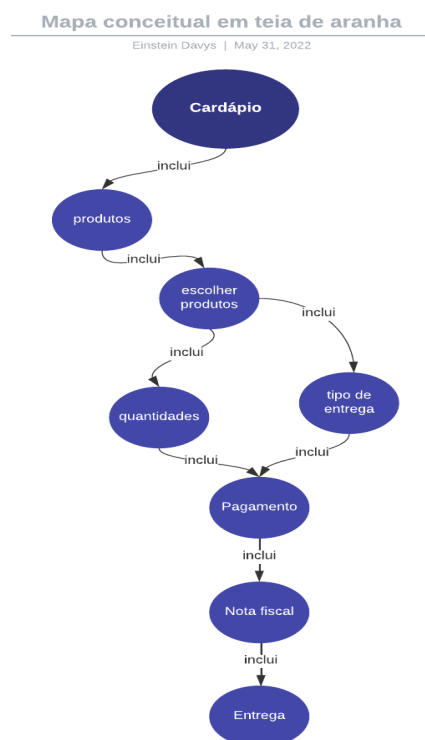 Mapa conceitual em teia de aranha
Einstein Davys | May 31, 2022
Cardápio
inclui
produtos
inclui
escolher
produtos
inclui
inclui
tipo de
entrega
quantidades
inclui
inclui
Pagamento
inclui
Nota fiscal
inclui
Entrega